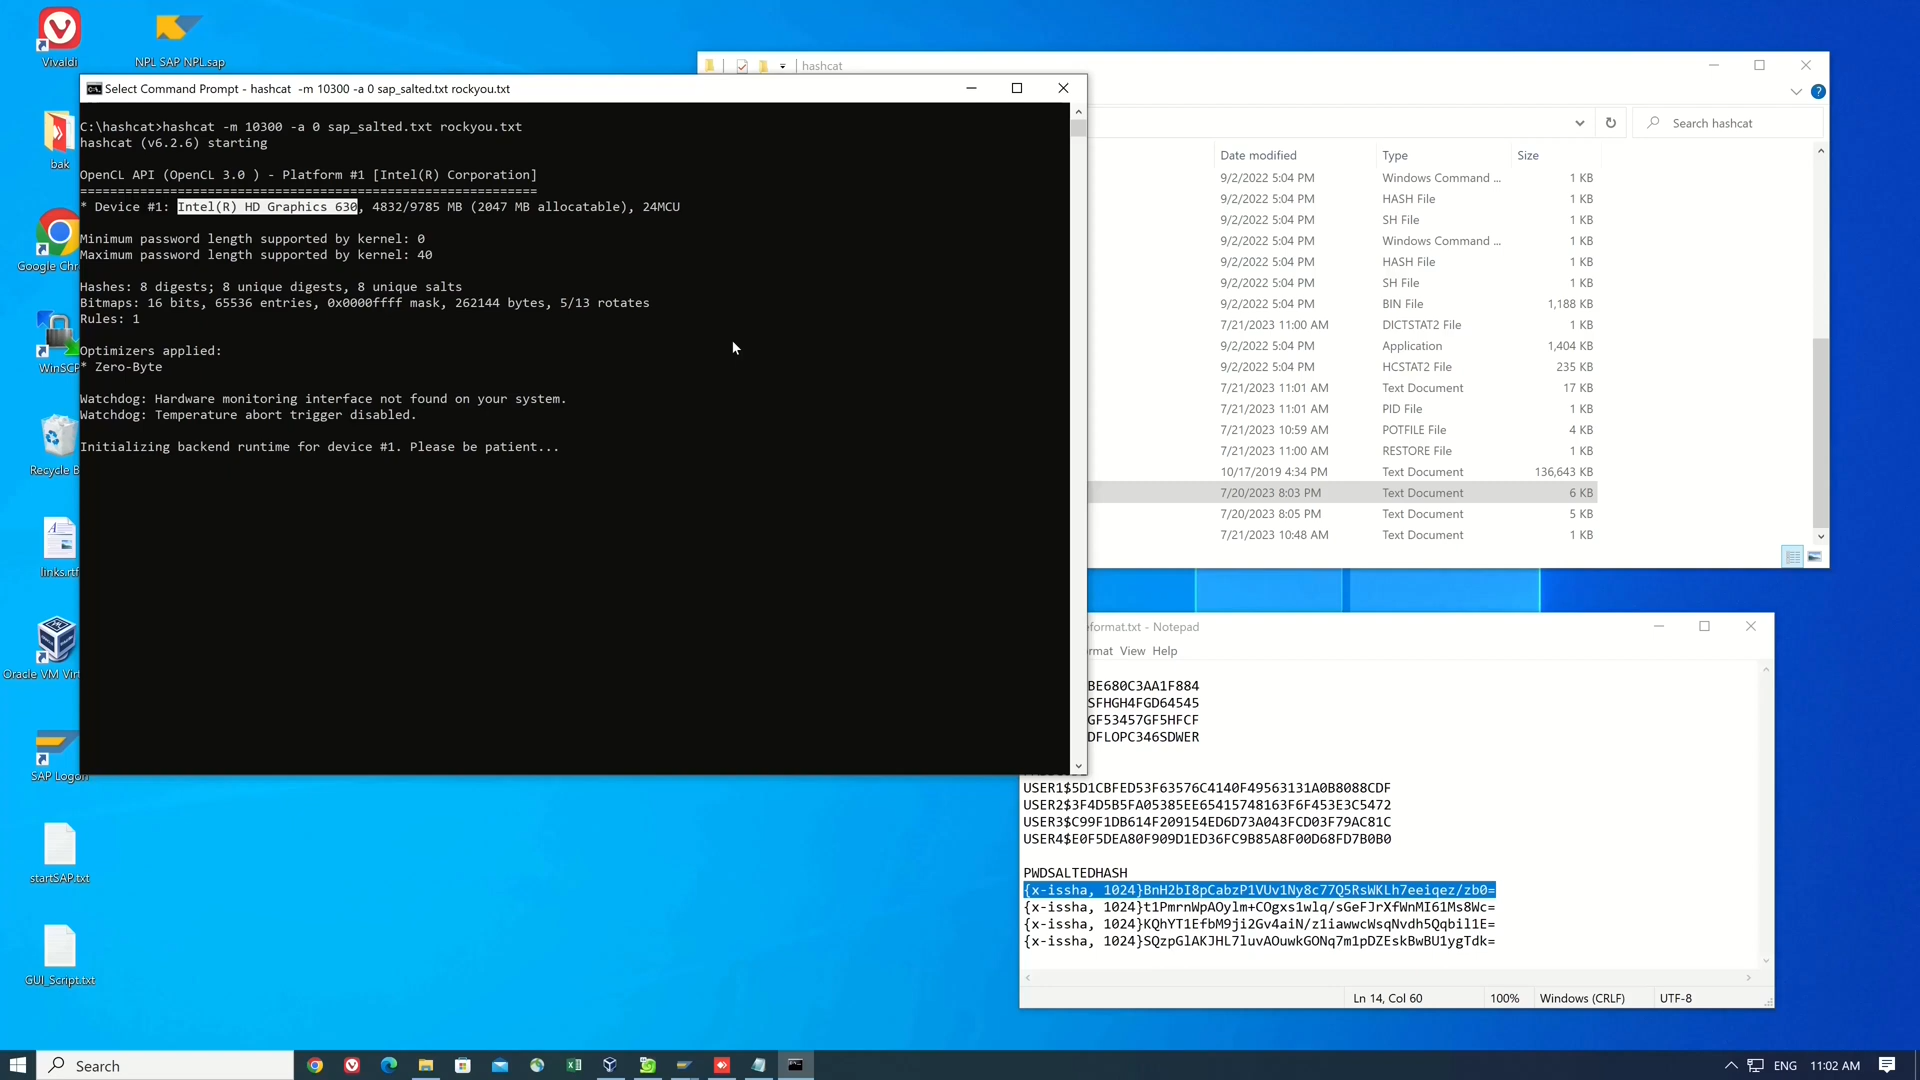 Vivaldi
NPL SAP NPL.sap
bak
Google Chr
WinSCP
Recycle B
links.rtf
Oracle VM Vir
SAP Logon
startSAP.txt
GUI_Script.txt
Select Command Prompt - hashcat  -m 10300 -a 0 sap_salted.txt rockyou.txt
C:\hashcat>hashcat -m 10300 -a 0 sap_salted.txt rockyou.txt
hashcat (v6.2.6) starting
OpenCL API (OpenCL 3.0 ) - Platform #1 [Intel(R) Corporation]
=============================================================
* Device #1: Intel(R) HD Graphics 630, 4832/9785 MB (2047 MB allocatable), 24MCU
Minimum password length supported by kernel: 0
Maximum password length supported by kernel: 40
Hashes: 8 digests; 8 unique digests, 8 unique salts
Bitmaps: 16 bits, 65536 entries, 0x0000ffff mask, 262144 bytes, 5/13 rotates
Rules: 1
Optimizers applied:
* Zero-Byte
Watchdog: Hardware monitoring interface not found on your system.
Watchdog: Temperature abort trigger disabled.
Initializing backend runtime for device #1. Please be patient...
hashcat
Search hashcat
Date modified Type Size
9/2/2022 5:04 PM Windows Command ... 1 KB
9/2/2022 5:04 PM HASH File 1 KB
9/2/2022 5:04 PM SH File 1 KB
9/2/2022 5:04 PM Windows Command ... 1 KB
9/2/2022 5:04 PM HASH File 1 KB
9/2/2022 5:04 PM SH File 1 KB
9/2/2022 5:04 PM BIN File 1,188 KB
7/21/2023 11:00 AM DICTSTAT2 File 1 KB
9/2/2022 5:04 PM Application 1,404 KB
9/2/2022 5:04 PM HCSTAT2 File 235 KB
7/21/2023 11:01 AM Text Document 17 KB
7/21/2023 11:01 AM PID File 1 KB
7/21/2023 10:59 AM POTFILE File 4 KB
7/21/2023 11:00 AM RESTORE File 1 KB
10/17/2019 4:34 PM Text Document 136,643 KB
7/20/2023 8:03 PM Text Document 6 KB
7/20/2023 8:05 PM Text Document 5 KB
7/21/2023 10:48 AM Text Document 1 KB
eformat.txt - Notepad
rmat View Help
BE680C3AA1F884
SFHGH4FGD64545
GF53457GF5HFCF
DFLOPC346SDWER
USER1$5D1CBFED53F63576C4140F49563131A0B8088CDF
USER2$3F4D5B5FA05385EE65415748163F6F453E3C5472
USER3$C99F1DB614F209154ED6D73A043FCD03F79AC81C
USER4$E0F5DEA80F909D1ED36FC9B85A8F00D68FD7B0B0
PWDSALTEDHASH
{x-issha, 1024}BnH2bI8pCabzP1VUv1Ny8c77Q5RsWKLh7eeiqez/zb0=
{x-issha, 1024}t1PmrnWpAOylm+COgxs1wlq/sGeFJrXfWnMI61Ms8Wc=
{x-issha, 1024}KQhYT1EfbM9ji2Gv4aiN/z1iawwcWsqNvdh5Qqbil1E=
{x-issha, 1024}SQzpGlAKJHL7luvAOuwkGONq7m1pDZEskBwBU1ygTdk=
Ln 14, Col 60 100% Windows (CRLF) UTF-8
Search
ENG 11:02 AM